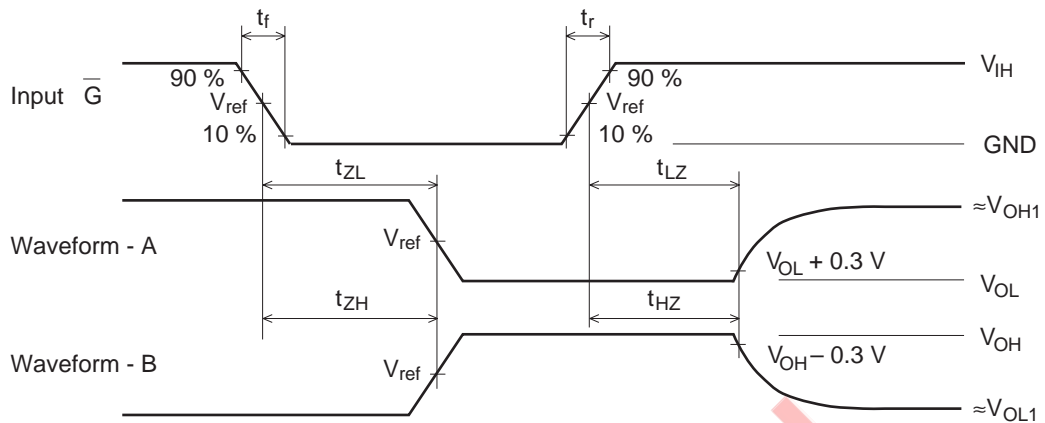 tf
tr
90 %
90 %
VIH
Input G̅
Vref
Vref
10 %
10 %
GND
tZL
tLZ
≈VOH1
Waveform - A
Vref
VOL + 0.3 V
VOL
tZH
tHZ
VOH
VOH – 0.3 V
Waveform - B
Vref
≈VOL1